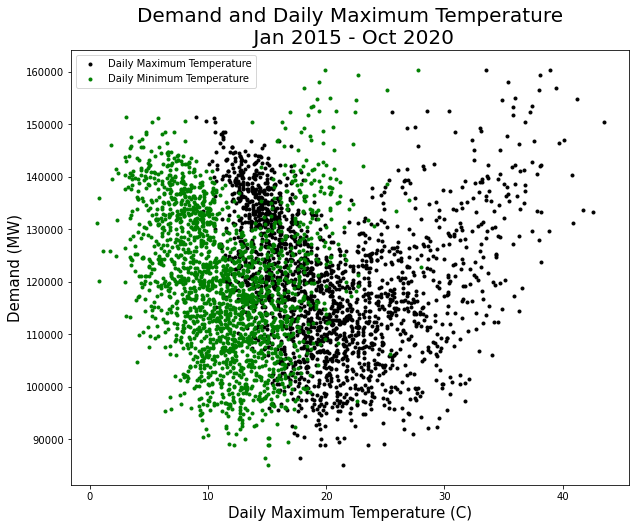 Demand and Daily Maximum Temperature
Jan 2015 - Oct 2020
Daily Maximum Temperature
Daily Minimum Temperature
160000
150000
140000
130000
120000
110000
100000
90000
Demand (MW)
0 10 20 30 40
Daily Maximum Temperature (C)